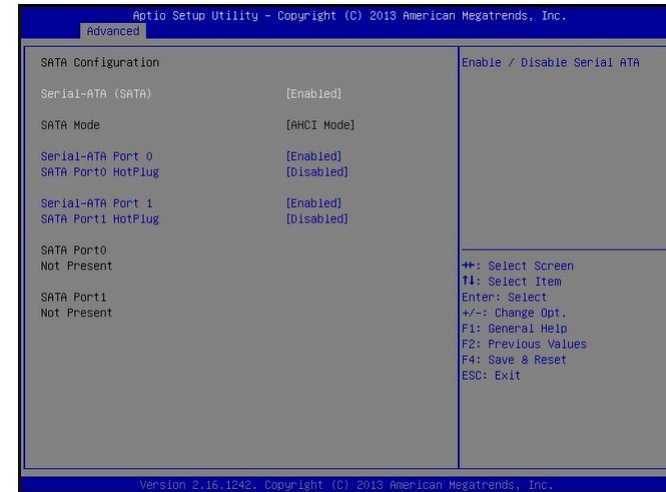 Aptio Setup Utility – Copyright (C) 2013 American Megatrends, Inc.
Advanced
SATA Configuration
Enable / Disable Serial ATA
Serial-ATA (SATA) [Enabled]
SATA Mode [AHCI Mode]
Serial-ATA Port 0 [Enabled]
SATA Port0 HotPlug [Disabled]
Serial-ATA Port 1 [Enabled]
SATA Port1 HotPlug [Disabled]
SATA Port0
Not Present
SATA Port1
Not Present
→←: Select Screen
↑↓: Select Item
Enter: Select
+/-: Change Opt.
F1: General Help
F2: Previous Values
F4: Save & Reset
ESC: Exit
Version 2.16.1242. Copyright (C) 2013 American Megatrends, Inc.